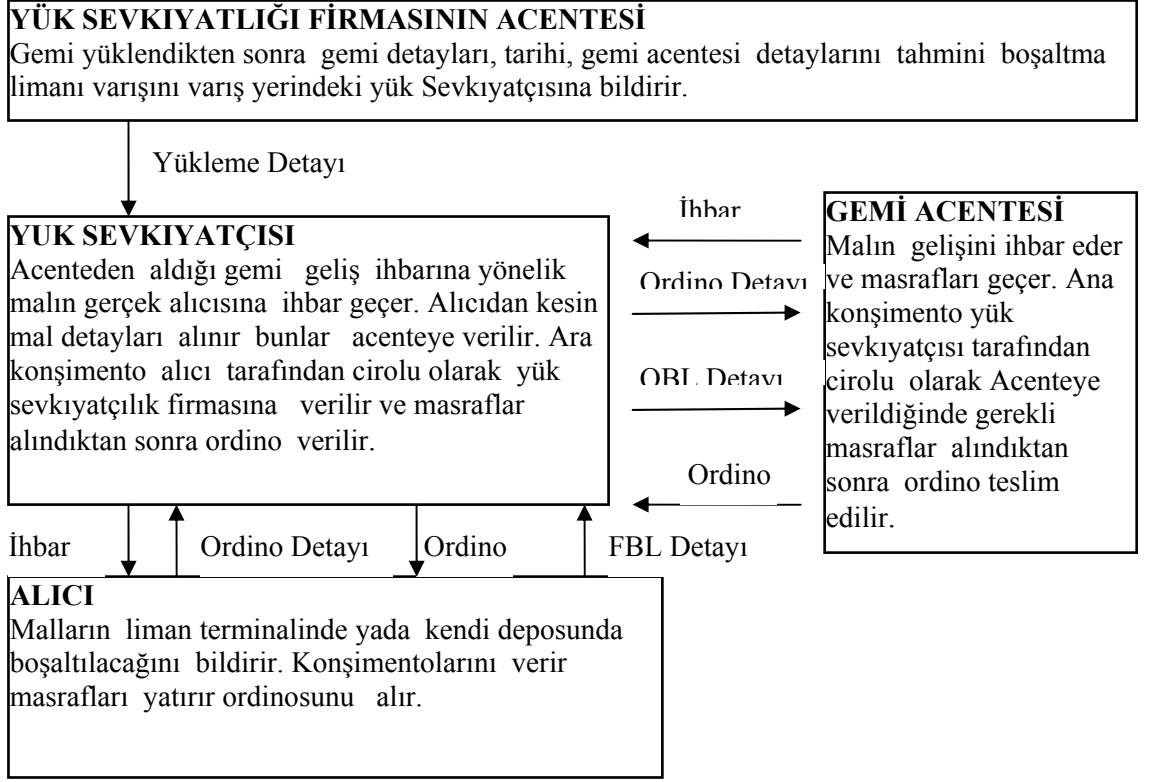 YÜK SEVKIYATLIĞI FİRMASININ ACENTESİ
Gemi yüklendikten sonra gemi detayları, tarihi, gemi acentesi detaylarını tahmini boşaltma
limanı varışını varış yerindeki yük Sevkıyatçısına bildirir.
Yükleme Detayı
YUK SEVKIYATÇISI
Acenteden aldığı gemi geliş ihbarına yönelik
malın gerçek alıcısına ihbar geçer. Alıcıdan kesin
mal detayları alınır bunlar acenteye verilir. Ara
konşimento alıcı tarafından cirolu olarak yük
sevkıyatçılık firmasına verilir ve masraflar
alındıktan sonra ordino verilir.
İhbar
Ordino Detayı
OBL Detayı
Ordino
GEMİ ACENTESİ
Malın gelişini ihbar eder
ve masrafları geçer. Ana
konşimento yük
sevkıyatçısı tarafından
cirolu olarak Acenteye
verildiğinde gerekli
masraflar alındıktan
sonra ordino teslim
edilir.
İhbar
Ordino Detayı
Ordino
FBL Detayı
ALICI
Malların liman terminalinde yada kendi deposunda
boşaltılacağını bildirir. Konşimentolarını verir
masrafları yatırır ordinosunu alır.